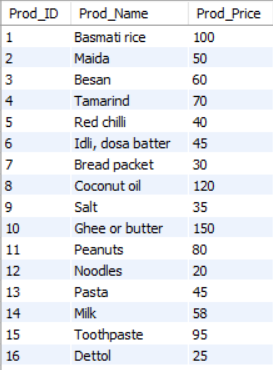 Prod_ID Prod_Name Prod_Price
1 Basmati rice 100
2 Maida 50
3 Besan 60
4 Tamarind 70
5 Red chilli 40
6 Idli, dosa batter 45
7 Bread packet 30
8 Coconut oil 120
9 Salt 35
10 Ghee or butter 150
11 Peanuts 80
12 Noodles 20
13 Pasta 45
14 Milk 58
15 Toothpaste 95
16 Dettol 25